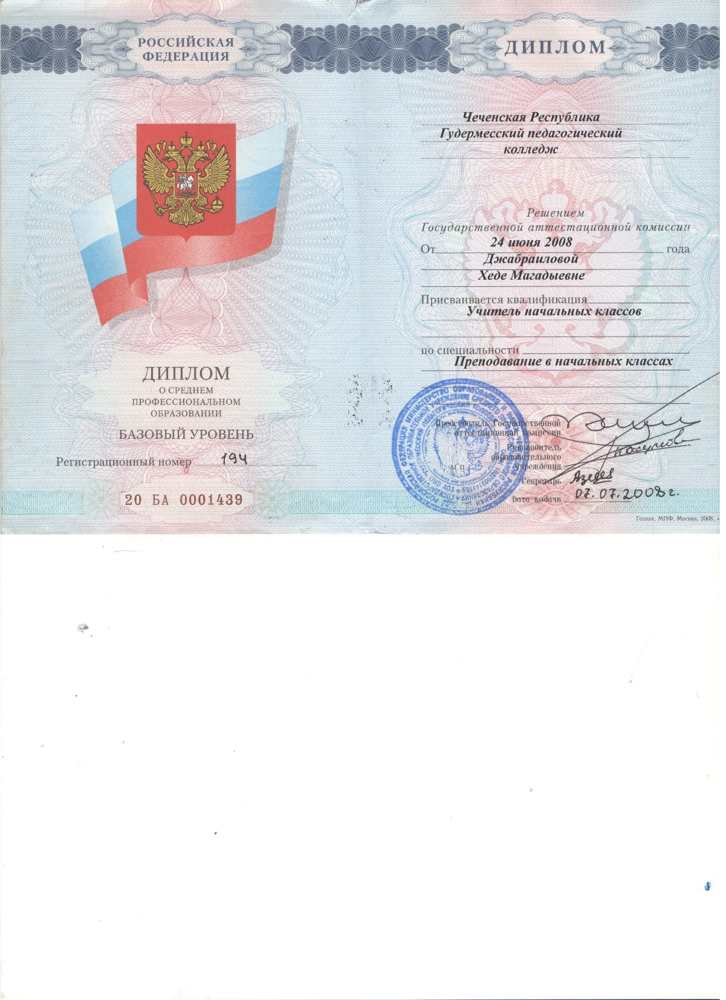 РОССИЙСКАЯ
ФЕДЕРАЦИЯ
ДИПЛОМ
О СРЕДНЕМ
ПРОФЕССИОНАЛЬНОМ
ОБРАЗОВАНИИ
БАЗОВЫЙ УРОВЕНЬ
Регистрационный номер 194
20 БА 0001439
ДИПЛОМ
Чеченская Республика
Гудермесский педагогический
колледж
Решением
Государственной аттестационной комиссии
От 24 июня 2008 года
Джабраиловой
Хеде Магадыевне
Присваивается квалификация
Учитель начальных классов
по специальности
Преподавание в начальных классах
Председатель Государственной
аттестационной комиссии
Руководитель
образовательного
учреждения
М. П.
Секретарь
Дата выдачи 07.07.2008 г.
Гознак, МПФ, Москва, 2008,